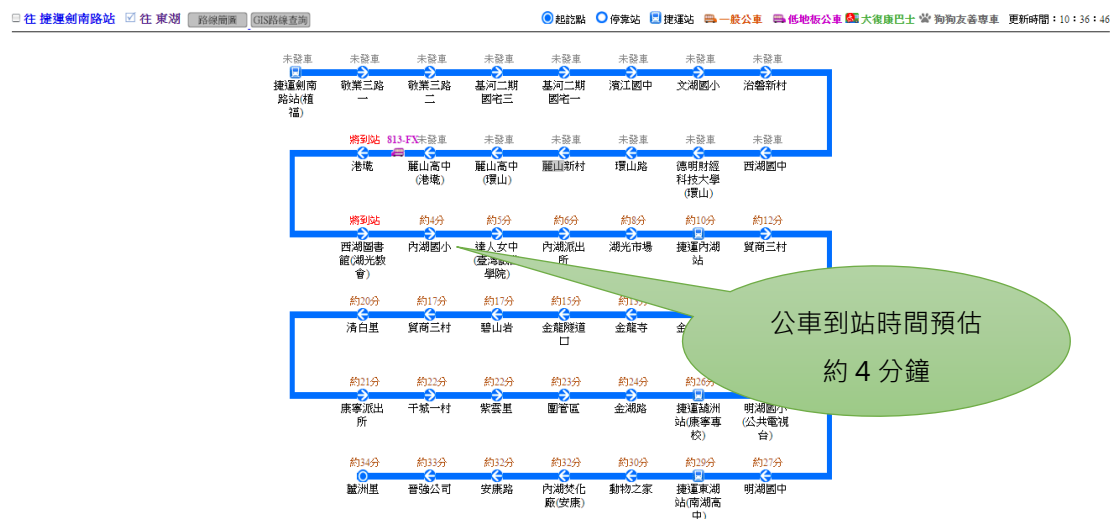 往 捷運劍南路站 往 東湖 路線簡圖 GIS路線查詢 起訖點 停靠站 捷運站 一般公車 低地板公車 大復康巴士 狗狗友善專車 更新時間：10：36：46
未發車 未發車 未發車 未發車 未發車 未發車 未發車 未發車
捷運劍南 敬業三路 敬業三路 基河二期 基河二期 濱江國中 文湖國小 治磐新村
路站(植 一 二 國宅三 國宅一
福)
將到站 813-FX 未發車 未發車 未發車 未發車 未發車 未發車
港墘 麗山高中 麗山高中 麗山新村 環山路 德明財經 西湖國中
(港墘) (環山) 科技大學
(環山)
將到站 約4分 約5分 約6分 約8分 約10分 約12分
西湖圖書 內湖國小 達人女中 內湖派出 湖光市場 捷運內湖 貿商三村
館(湖光教 (臺灣戲曲 所 站
會) 學院)
約20分 約17分 約17分 約15分 約13分
清白里 貿商三村 碧山岩 金龍隧道 金龍寺 金
口
公車到站時間預估
約 4 分鐘
約21分 約22分 約22分 約23分 約24分 約26分
康寧派出 干城一村 紫雲里 團管區 金湖路 捷運葫洲 明湖國小
所 站(康寧專 (公共電視
校) 台)
約34分 約33分 約32分 約32分 約30分 約29分 約27分
蘆洲里 晉強公司 安康路 內湖焚化 動物之家 捷運東湖 明湖國中
廠(安康) 站(南湖高
中)